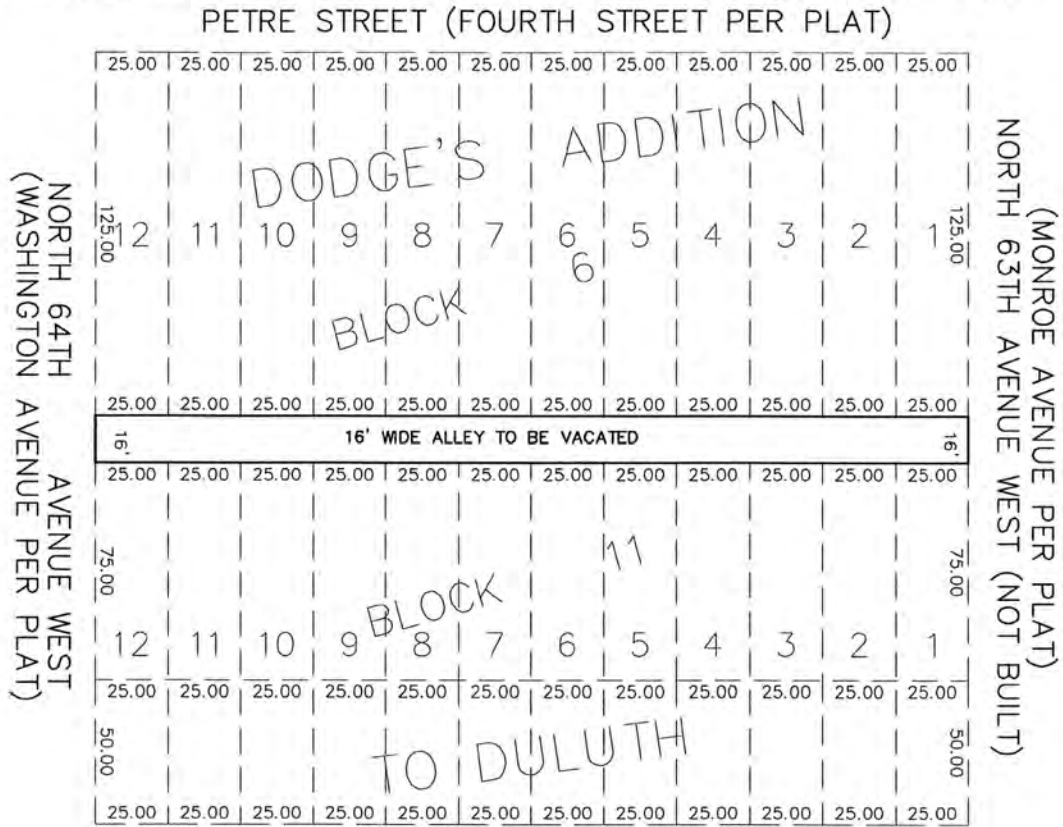 PETRE STREET (FOURTH STREET PER PLAT)
25.00 25.00 25.00 25.00 25.00 25.00 25.00 25.00 25.00 25.00 25.00 25.00
DODGE'S ADDITION
125.00 125.00
12 11 10 9 8 7 6 5 4 3 2 1
BLOCK 6
25.00 25.00 25.00 25.00 25.00 25.00 25.00 25.00 25.00 25.00 25.00 25.00
16' 16' WIDE ALLEY TO BE VACATED 16'
25.00 25.00 25.00 25.00 25.00 25.00 25.00 25.00 25.00 25.00 25.00 25.00
75.00 75.00
BLOCK 11
12 11 10 9 8 7 6 5 4 3 2 1
25.00 25.00 25.00 25.00 25.00 25.00 25.00 25.00 25.00 25.00 25.00 25.00
50.00 50.00
TO DULUTH
25.00 25.00 25.00 25.00 25.00 25.00 25.00 25.00 25.00 25.00 25.00 25.00
NORTH 64TH AVENUE WEST
(WASHINGTON AVENUE PER PLAT)
(MONROE AVENUE PER PLAT)
NORTH 63TH AVENUE WEST (NOT BUILT)